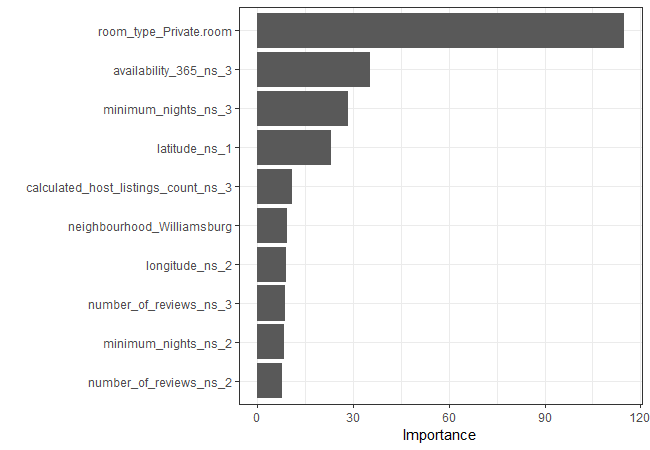 room_type_Private.room
availability_365_ns_3
minimum_nights_ns_3
latitude_ns_1
calculated_host_listings_count_ns_3
neighbourhood_Williamsburg
longitude_ns_2
number_of_reviews_ns_3
minimum_nights_ns_2
number_of_reviews_ns_2
0 30 60 90 120
Importance